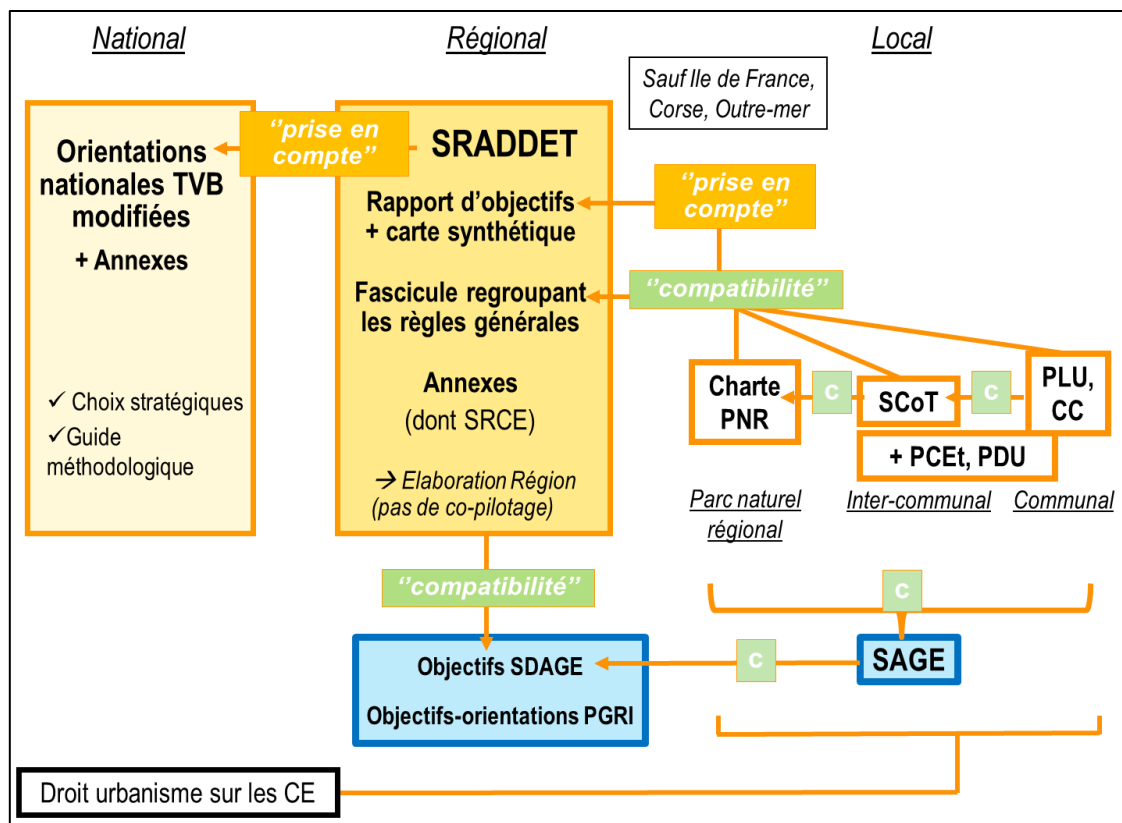 National
Régional
Local
Sauf Ile de France,
Corse, Outre-mer
Orientations
nationales TVB
modifiées
+ Annexes
✓ Choix stratégiques
✓Guide
méthodologique
‘’prise en
compte’’
SRADDET
Rapport d’objectifs
+ carte synthétique
Fascicule regroupant
les règles générales
Annexes
(dont SRCE)
→ Elaboration Région
(pas de co-pilotage)
‘’prise en
compte’’
‘’compatibilité’’
Charte
PNR
c
SCoT
c
PLU,
CC
+ PCEt, PDU
Parc naturel
régional
Inter-communal
Communal
‘’compatibilité’’
c
Objectifs SDAGE
Objectifs-orientations PGRI
c
SAGE
Droit urbanisme sur les CE